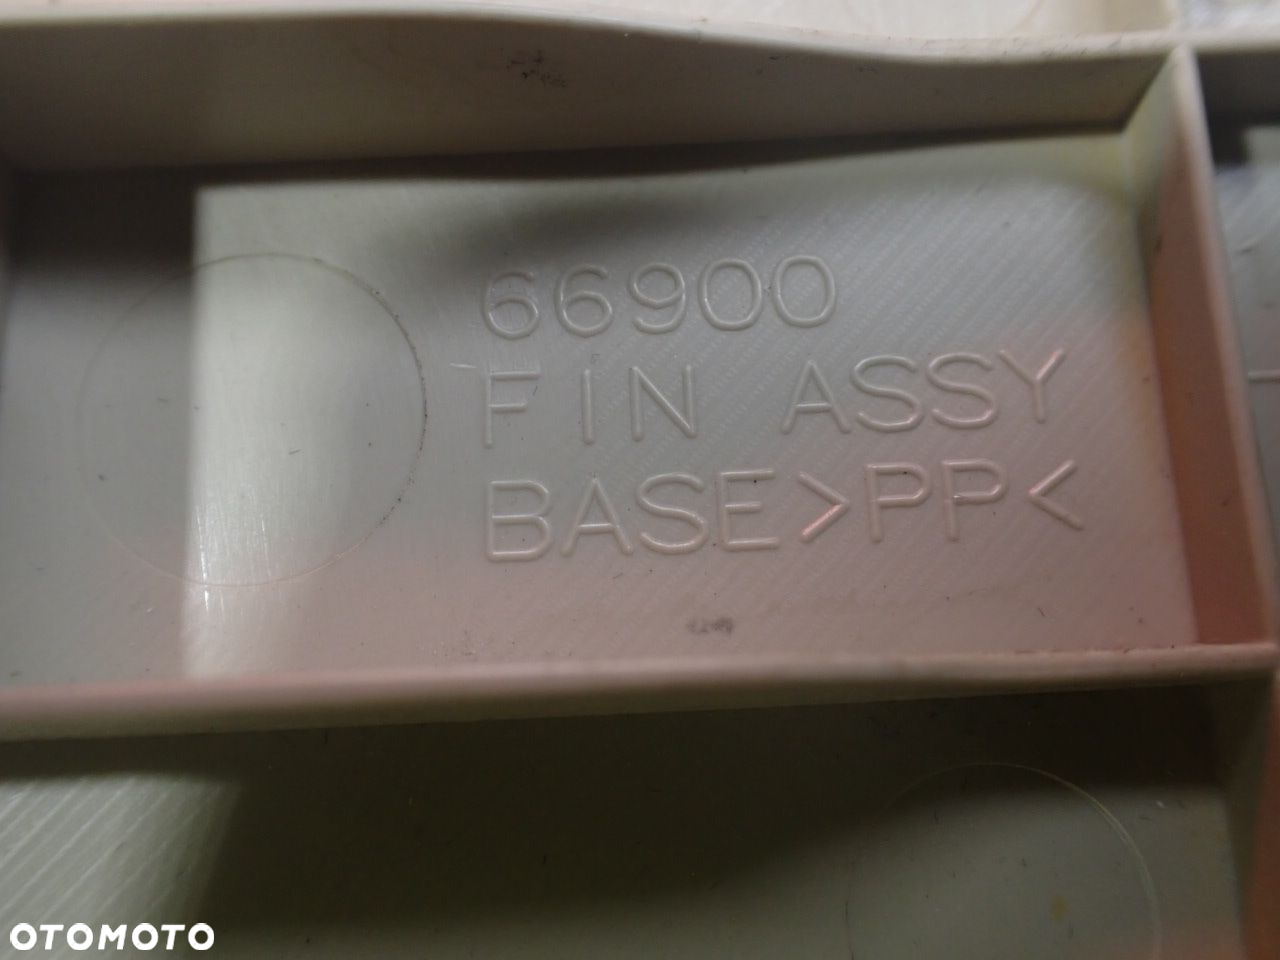 66900
FIN ASSY
BASE>PP<
OTOMOTO